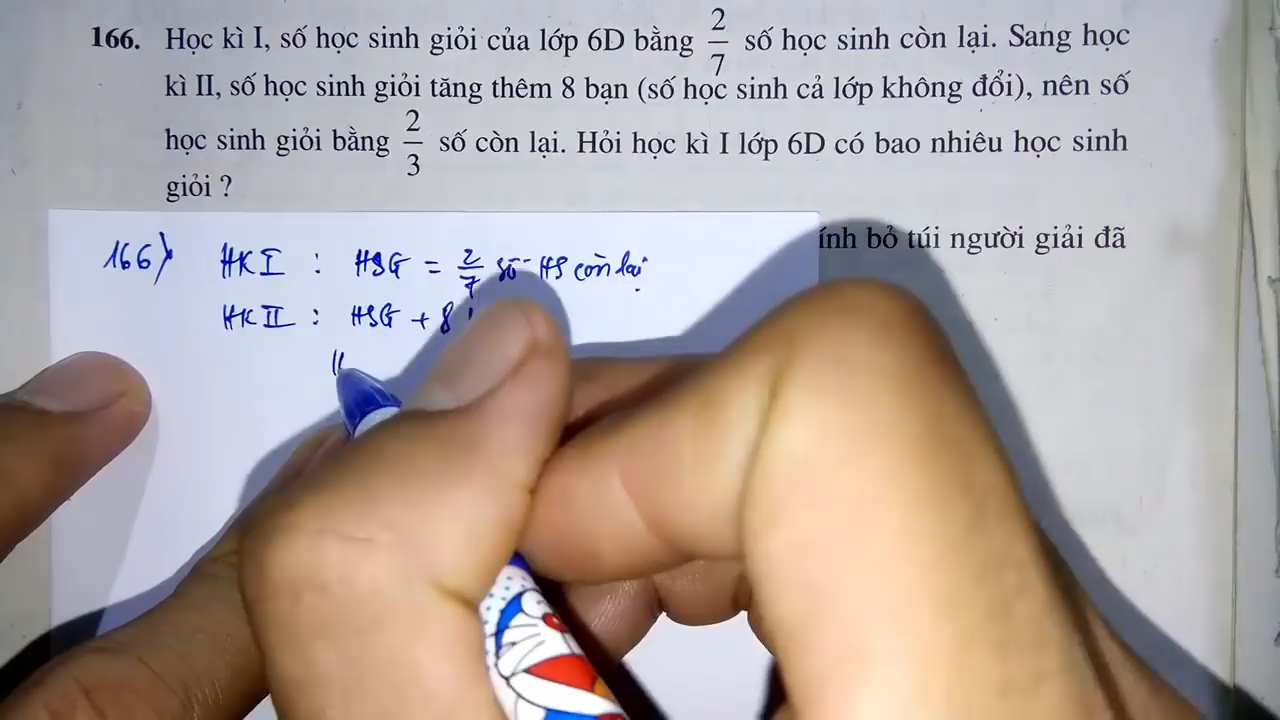 166. Học kì I, số học sinh giỏi của lớp 6D bằng 2/7 số học sinh còn lại. Sang học
kì II, số học sinh giỏi tăng thêm 8 bạn (số học sinh cả lớp không đổi), nên số
học sinh giỏi bằng 2/3 số còn lại. Hỏi học kì I lớp 6D có bao nhiêu học sinh
giỏi ?
ính bỏ túi người giải đã
166) HKI : HSG = 2/7 số HS còn lại
HKII : HSG + 8